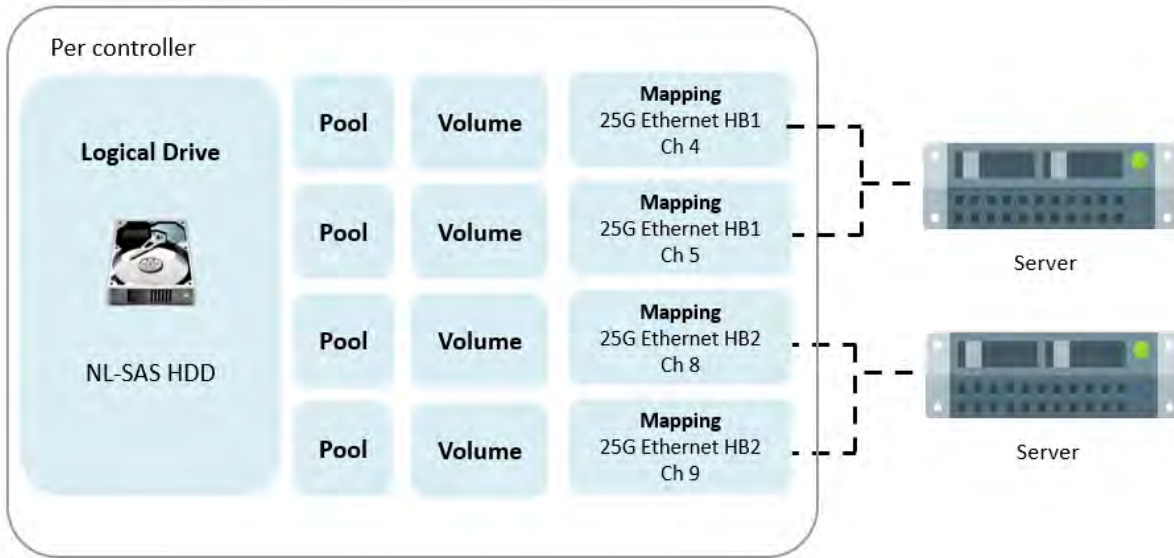 Per controller
Logical Drive
NL-SAS HDD
Pool
Volume
Mapping
25G Ethernet HB1
Ch 4
Pool
Volume
Mapping
25G Ethernet HB1
Ch 5
Pool
Volume
Mapping
25G Ethernet HB2
Ch 8
Pool
Volume
Mapping
25G Ethernet HB2
Ch 9
Server
Server